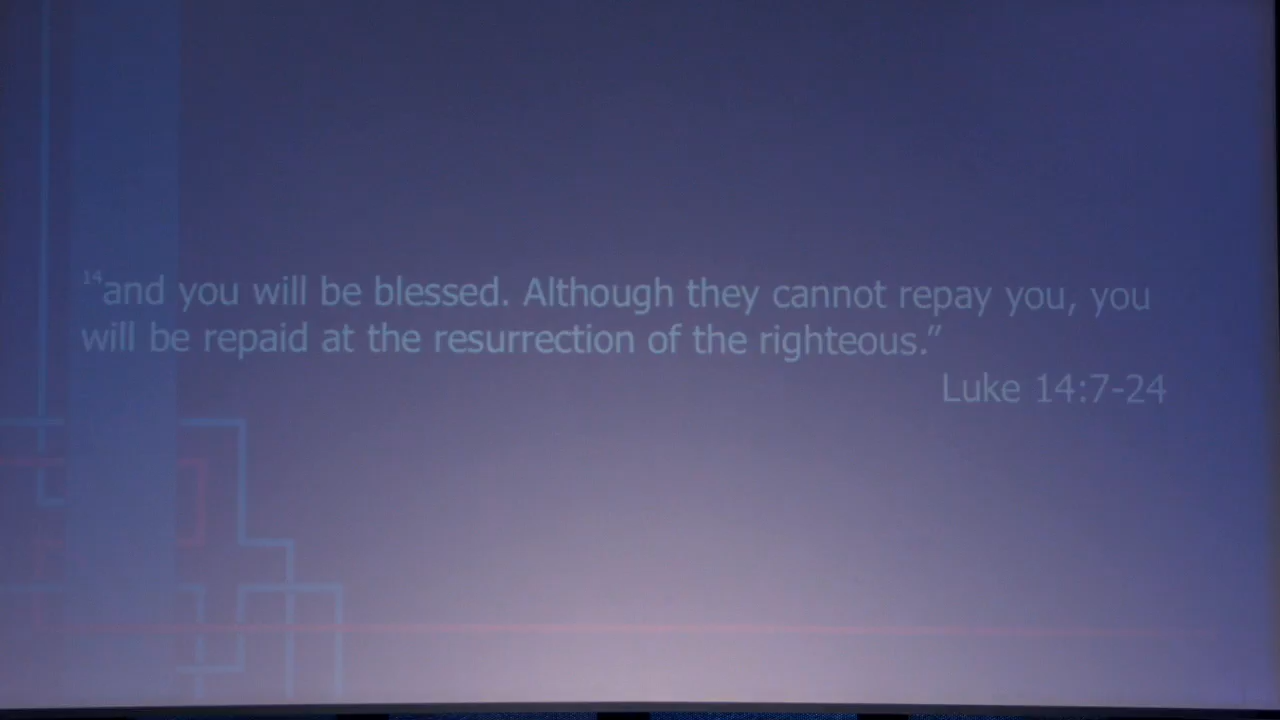 14and you will be blessed. Although they cannot repay you, you
will be repaid at the resurrection of the righteous.”
Luke 14:7-24